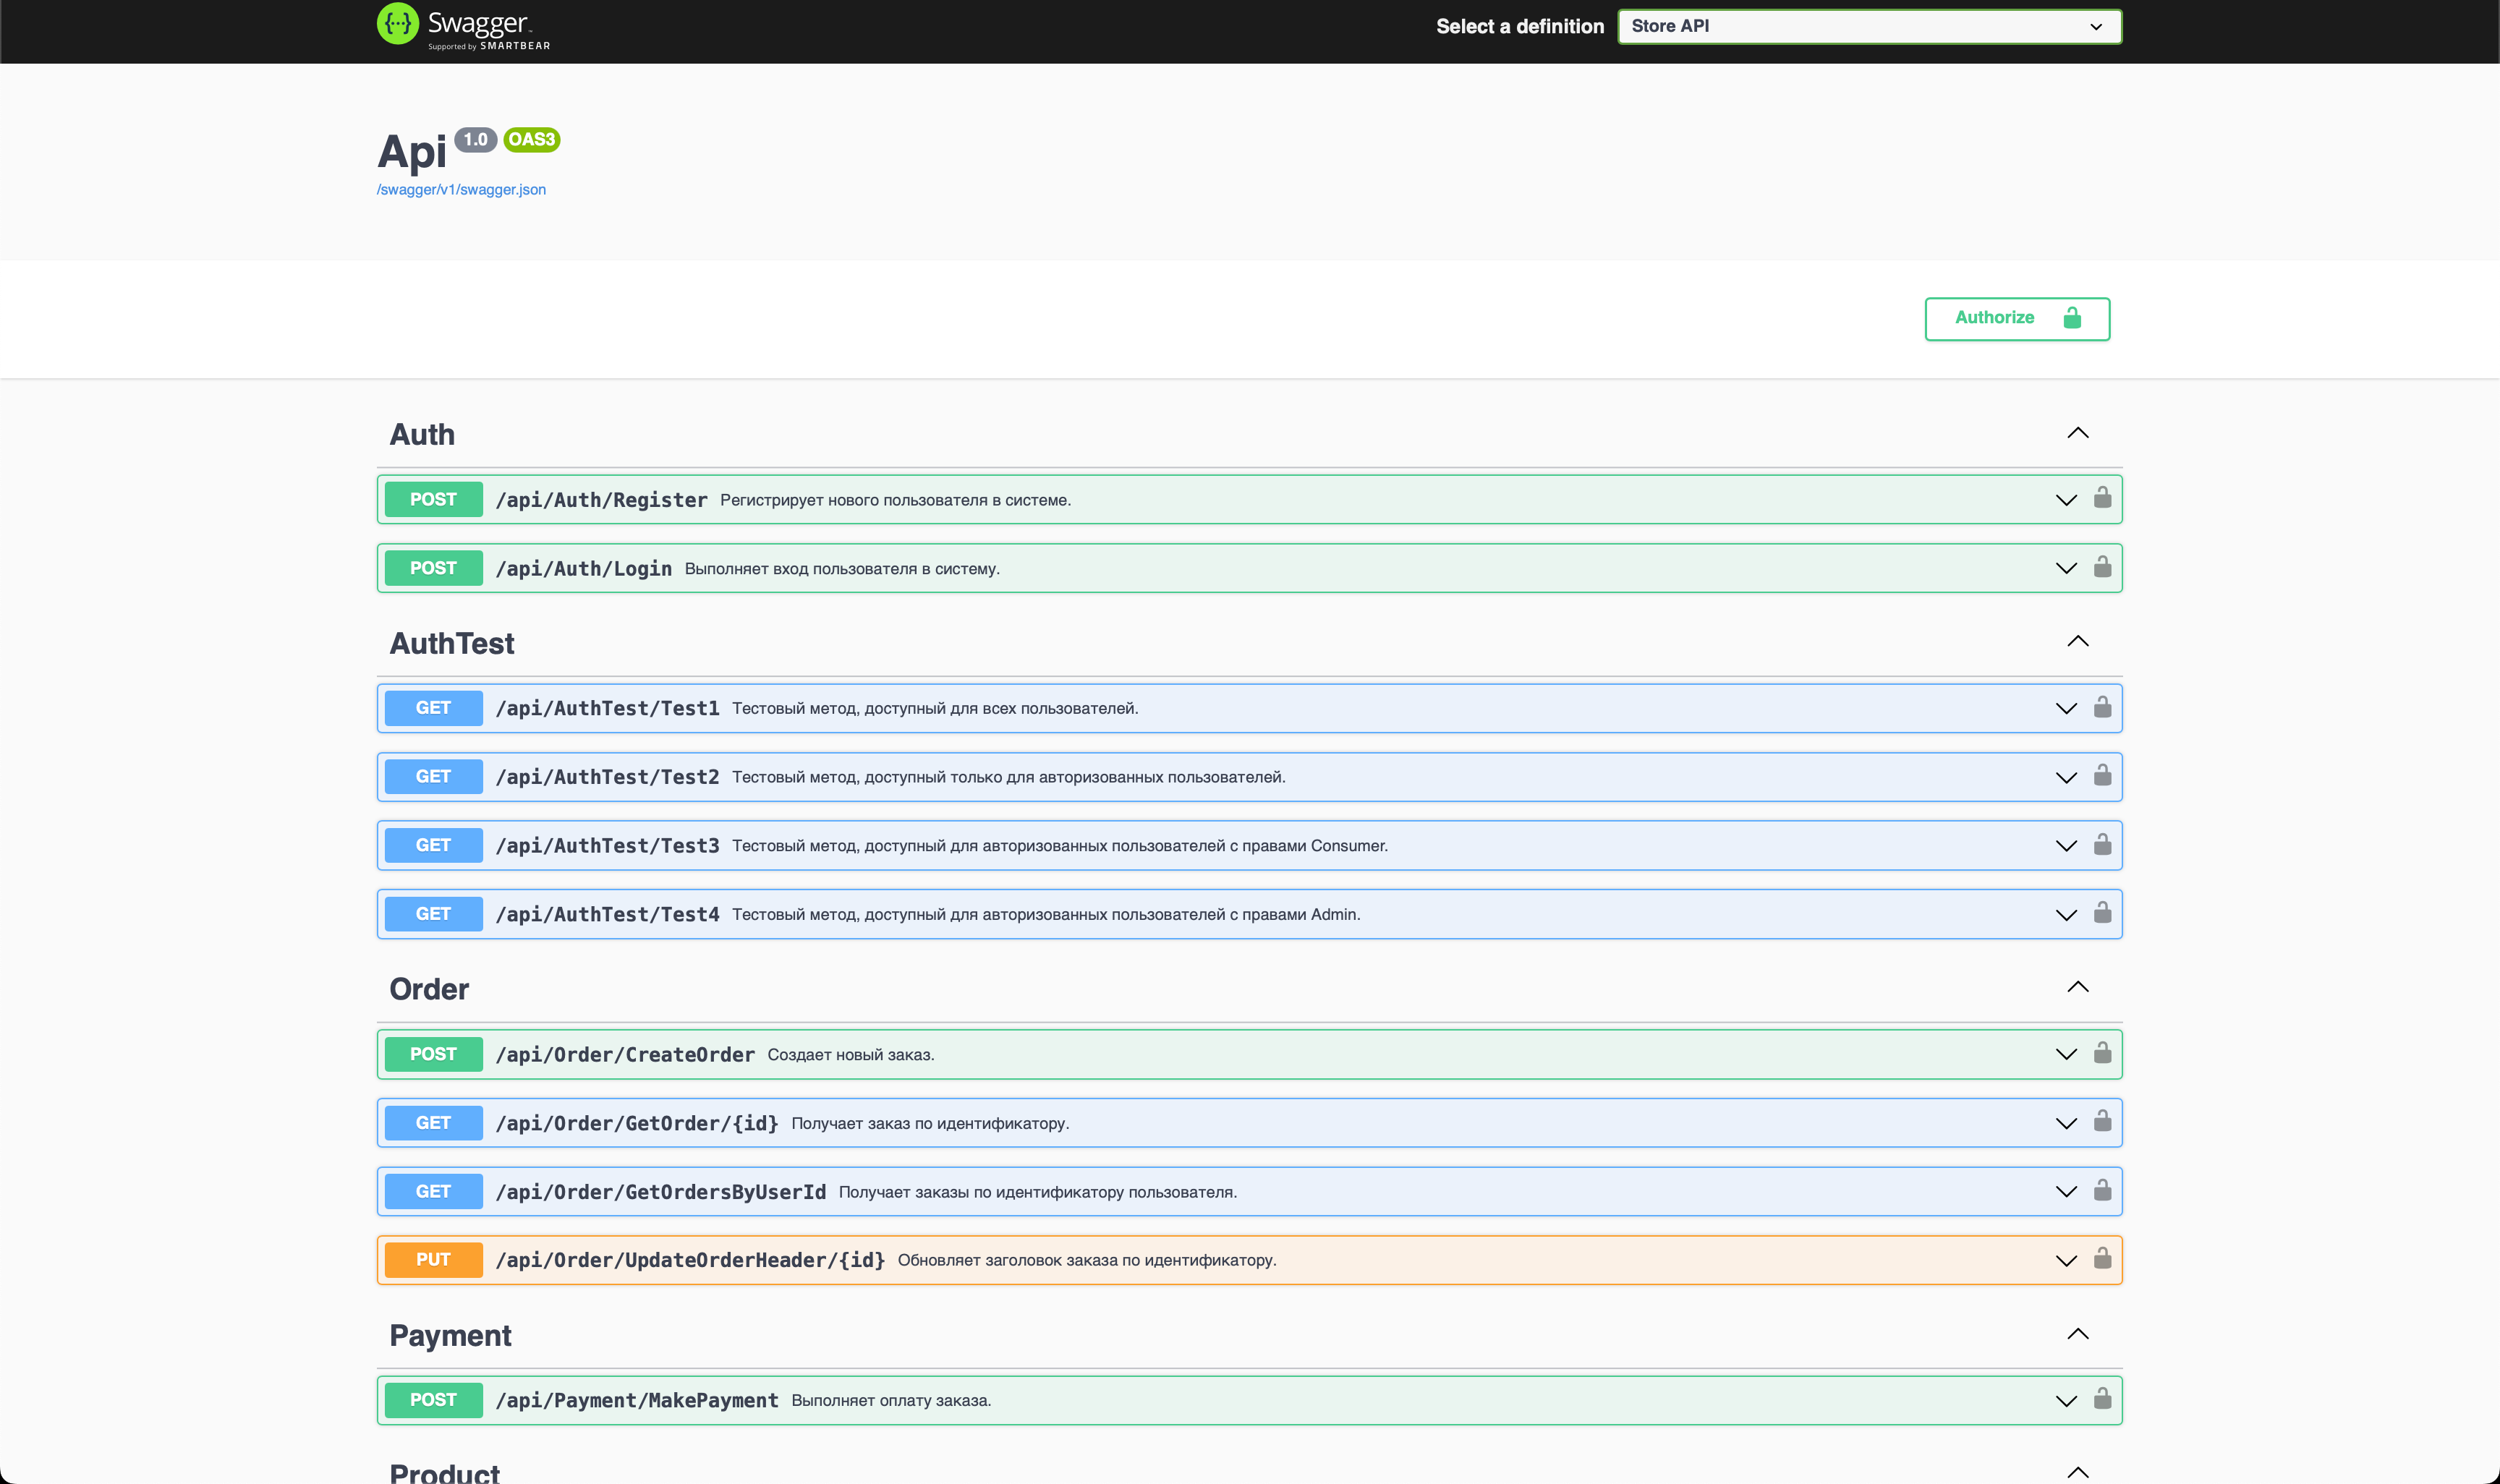 Swagger
Supported by SMARTBEAR
Select a definition
Store API
Api 1.0 OAS3
/swagger/v1/swagger.json
Authorize
Auth
POST /api/Auth/Register Регистрирует нового пользователя в системе.
POST /api/Auth/Login Выполняет вход пользователя в систему.
AuthTest
GET /api/AuthTest/Test1 Тестовый метод, доступный для всех пользователей.
GET /api/AuthTest/Test2 Тестовый метод, доступный только для авторизованных пользователей.
GET /api/AuthTest/Test3 Тестовый метод, доступный для авторизованных пользователей с правами Consumer.
GET /api/AuthTest/Test4 Тестовый метод, доступный для авторизованных пользователей с правами Admin.
Order
POST /api/Order/CreateOrder Создает новый заказ.
GET /api/Order/GetOrder/{id} Получает заказ по идентификатору.
GET /api/Order/GetOrdersByUserId Получает заказы по идентификатору пользователя.
PUT /api/Order/UpdateOrderHeader/{id} Обновляет заголовок заказа по идентификатору.
Payment
POST /api/Payment/MakePayment Выполняет оплату заказа.
Product